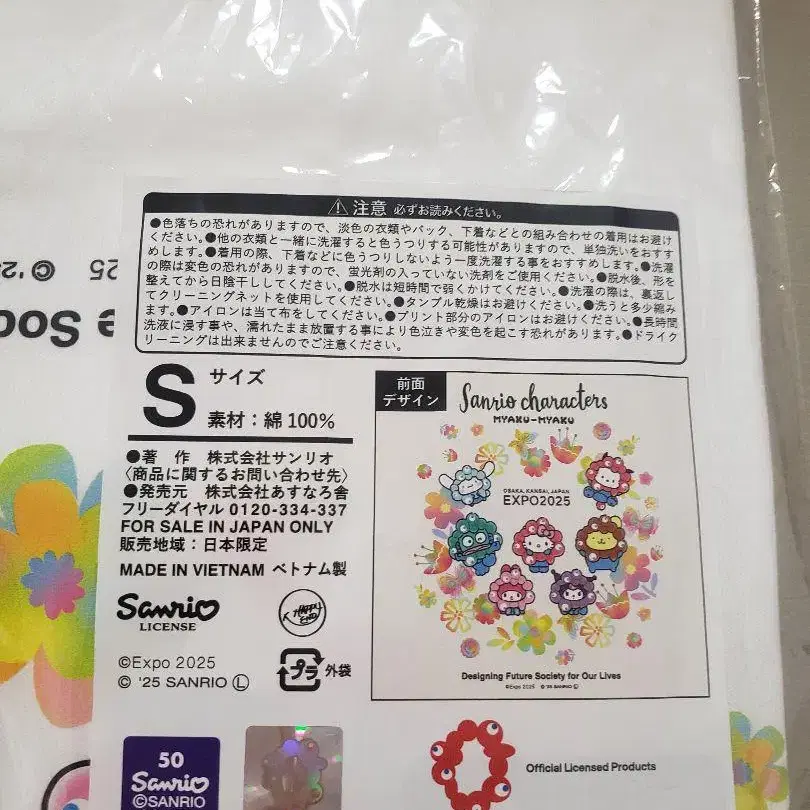 ⚠注意 必ずお読みください。
●色落ちの恐れがありますので、淡色の衣類やバック、下着などとの組み合わせの着用はお避け
ください。●他の衣類と一緒に洗濯すると色うつりする可能性がありますので、単独洗いをおすす
めします。●着用の際、下着などに色うつりしないよう一度洗濯する事をおすすめします。●洗濯
の際は変色の恐れがありますので、蛍光剤の入っていない洗剤をご使用ください。●脱水後、形を
整えてから日陰干ししてください。●脱水は短時間で弱くかけてください。●洗濯の際は、裏返し
てクリーニングネットを使用してください。●タンブル乾燥はお避けください。●洗うと多少縮み
ます。●アイロンは当て布をしてください。●プリント部分のアイロンはお避けください。●長時間
洗液に浸す事や、濡れたまま放置する事により色泣きや変色を起こす恐れがあります。●ドライク
リーニングは出来ませんのでご注意ください。
25 © '2
e Soc
S サイズ
素材：綿100%
●著 作 株式会社サンリオ
〈商品に関するお問い合わせ先〉
●発売元 株式会社あすなろ舎
フリーダイヤル 0120-334-337
FOR SALE IN JAPAN ONLY
販売地域：日本限定
MADE IN VIETNAM ベトナム製
Sanrio
LICENSE
HAPPY
END
©Expo 2025
© '25 SANRIO Ⓛ
プラ 外袋
50
Sanrio
©SANRIO
前面
デザイン
Sanrio characters
MYAKU-MYAKU
OSAKA, KANSAI, JAPAN
EXPO2025
Designing Future Society for Our Lives
©Expo 2025 © '25 SANRIO Ⓛ
Official Licensed Products